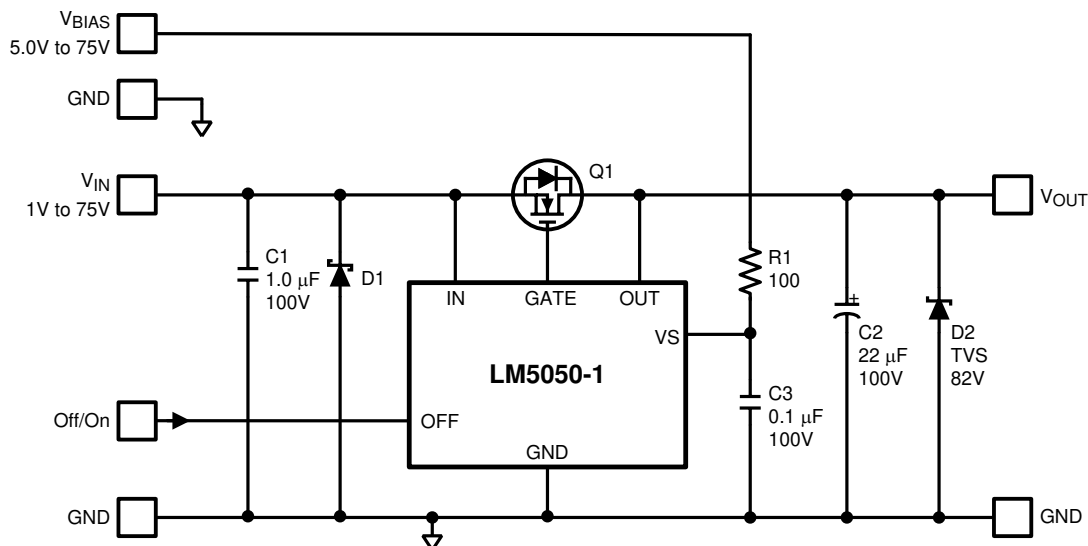 VBIAS
5.0V to 75V
GND
VIN
1V to 75V
Q1
VOUT
C1
1.0 μF
100V
D1
IN
GATE
OUT
R1
100
VS
LM5050-1
C2
22 μF
100V
+
D2
TVS
82V
C3
0.1 μF
100V
Off/On
OFF
GND
GND
GND